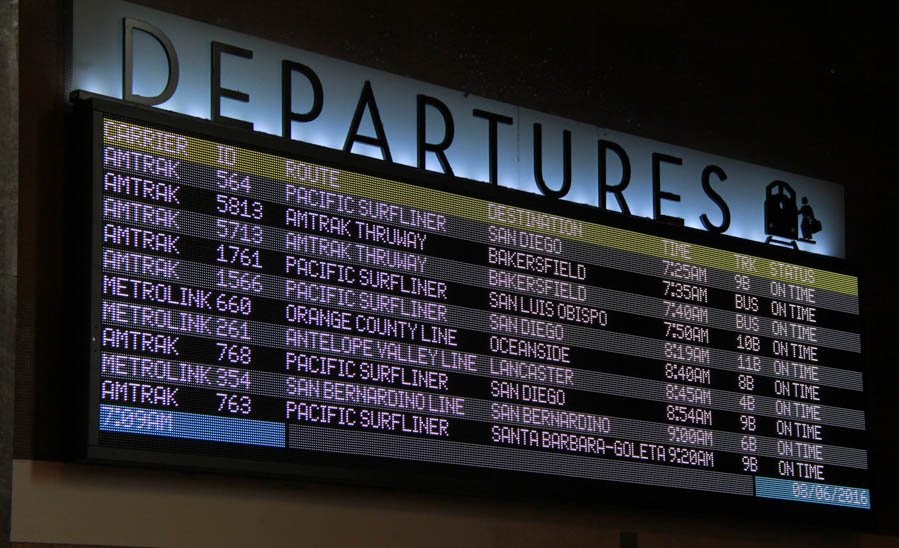 DEPARTURES
CARRIER ID ROUTE DESTINATION TIME TRK STATUS
AMTRAK 564 PACIFIC SURFLINER SAN DIEGO 7:25AM 9B ON TIME
AMTRAK 5813 AMTRAK THRUWAY BAKERSFIELD 7:35AM BUS ON TIME
AMTRAK 5713 AMTRAK THRUWAY BAKERSFIELD 7:40AM BUS ON TIME
AMTRAK 1761 PACIFIC SURFLINER SAN LUIS OBISPO 7:50AM 10B ON TIME
AMTRAK 1566 PACIFIC SURFLINER SAN DIEGO 8:19AM 11B ON TIME
METROLINK 660 ORANGE COUNTY LINE OCEANSIDE 8:40AM 8B ON TIME
METROLINK 261 ANTELOPE VALLEY LINE LANCASTER 8:45AM 4B ON TIME
AMTRAK 768 PACIFIC SURFLINER SAN DIEGO 8:54AM 9B ON TIME
METROLINK 354 SAN BERNARDINO LINE SAN BERNARDINO 9:00AM 6B ON TIME
AMTRAK 763 PACIFIC SURFLINER SANTA BARBARA-GOLETA 9:20AM 9B ON TIME
7:09AM 08/06/2016